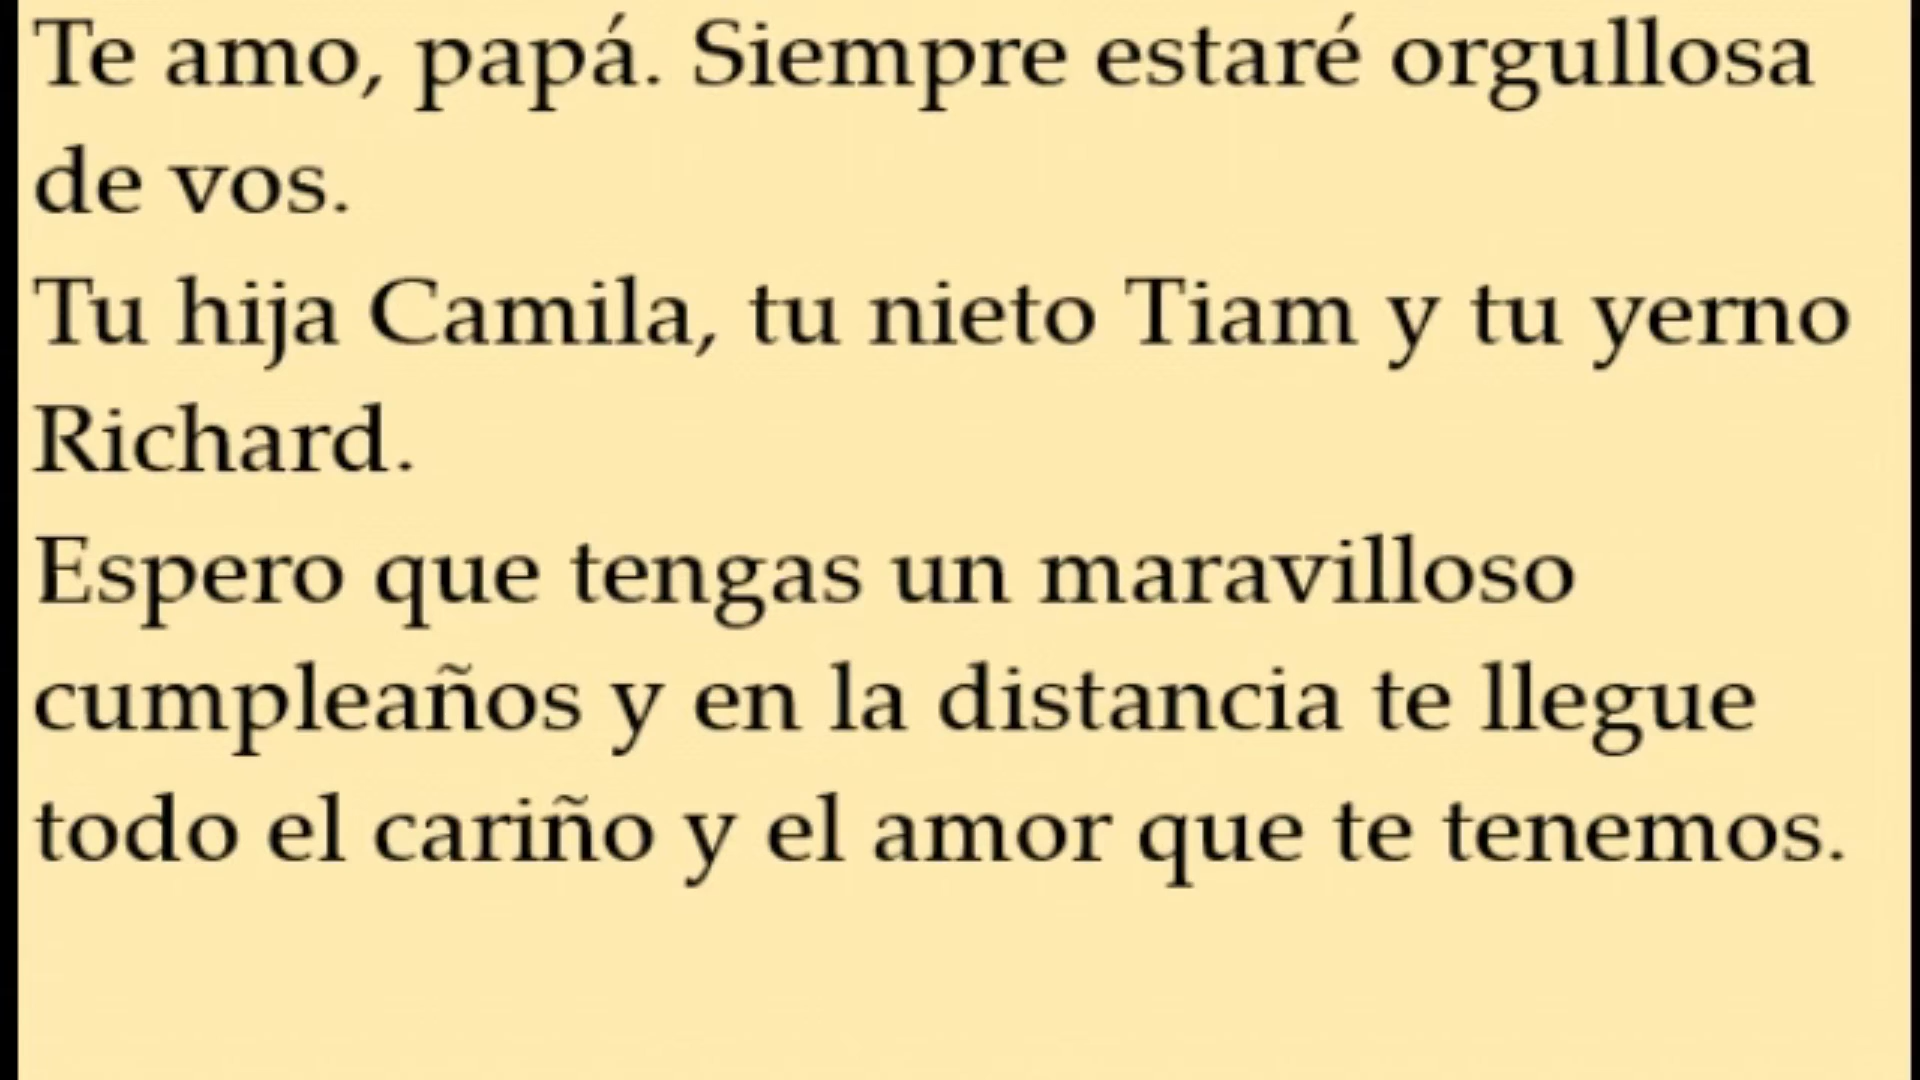 Te amo, papá. Siempre estaré orgullosa
de vos.
Tu hija Camila, tu nieto Tiam y tu yerno
Richard.
Espero que tengas un maravilloso
cumpleaños y en la distancia te llegue
todo el cariño y el amor que te tenemos.